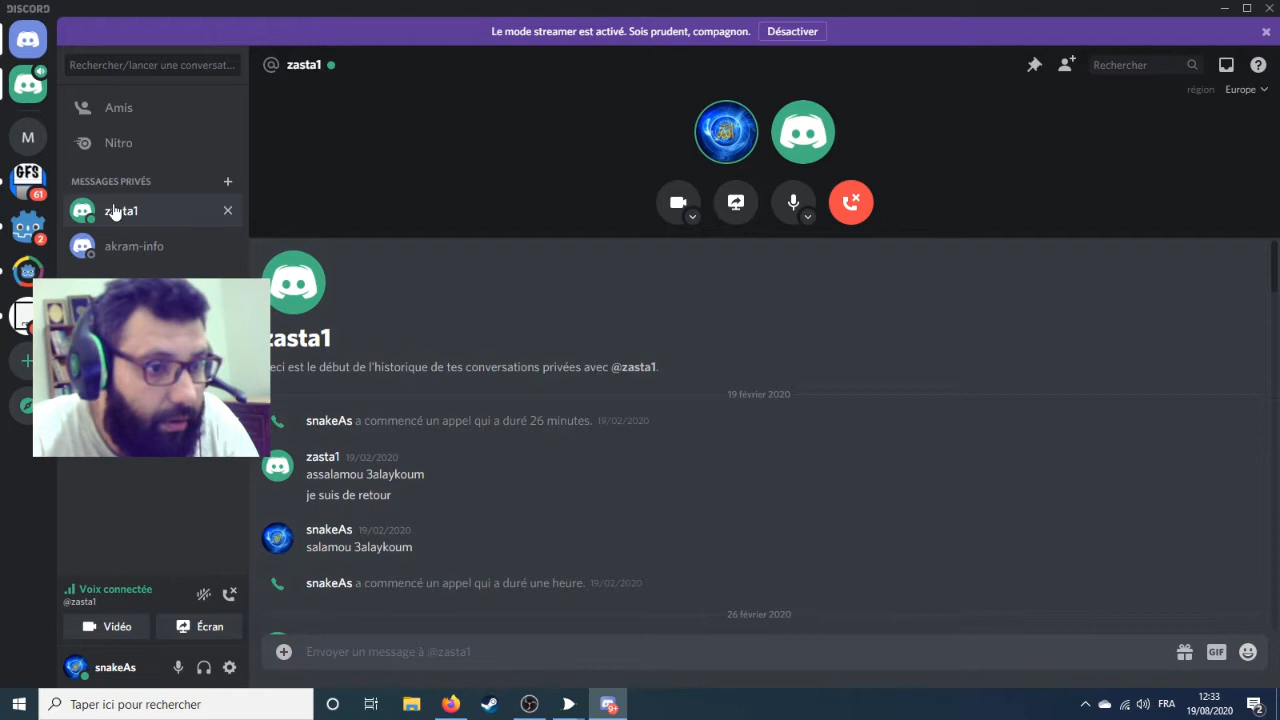 DISCORD
Le mode streamer est activé. Sois prudent, compagnon.
Désactiver
Rechercher/lancer une conversat...
zasta1
Rechercher
région
Europe
Amis
Nitro
M
GFS
61
MESSAGES PRIVÉS
2
akram-info
zasta1
eci est le début de l'historique de tes conversations privées avec @zasta1.
19 février 2020
snakeAs a commencé un appel qui a duré 26 minutes. 19/02/2020
zasta1 19/02/2020
assalamou 3alaykoum
je suis de retour
snakeAs 19/02/2020
salamou 3alaykoum
snakeAs a commencé un appel qui a duré une heure. 19/02/2020
26 février 2020
Voix connectée
@zasta1
Vidéo
Écran
snakeAs
Envoyer un message à @zasta1
GIF
Taper ici pour rechercher
9+
FRA
12:33
19/08/2020
2